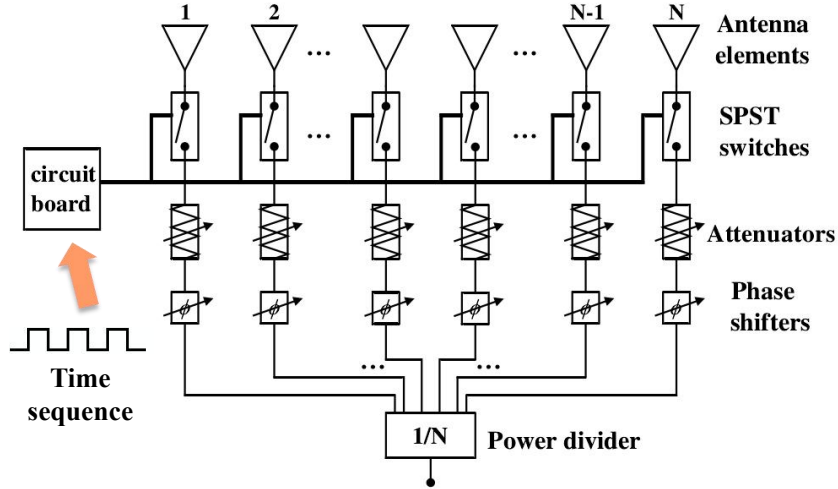 1 2 N-1 N
Antenna
elements
... ...
SPST
switches
... ...
circuit
board
Attenuators
ϕ ϕ ϕ ϕ ϕ ϕ
Phase
shifters
Time
sequence
... ...
1/N
Power divider